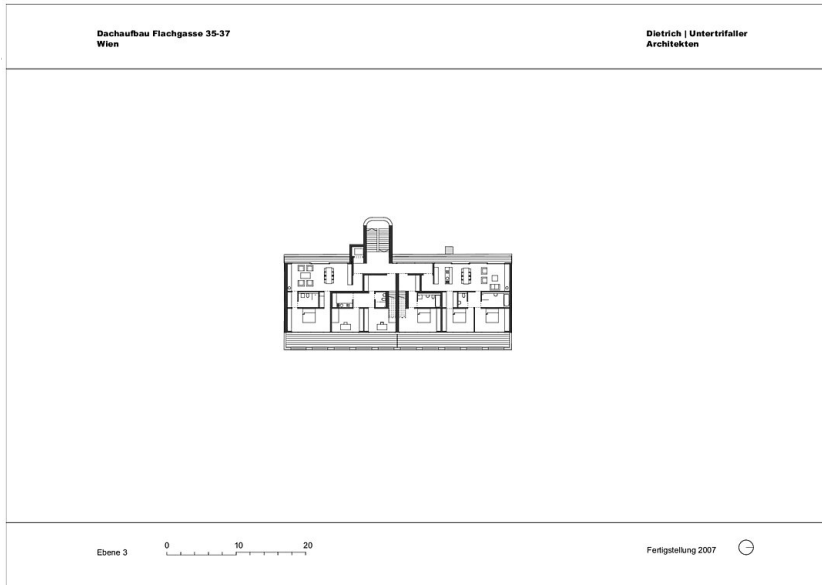 Dachaufbau Flachgasse 35-37
Wien
Dietrich | Untertrifaller
Architekten
Ebene 3
0 10 20
Fertigstellung 2007